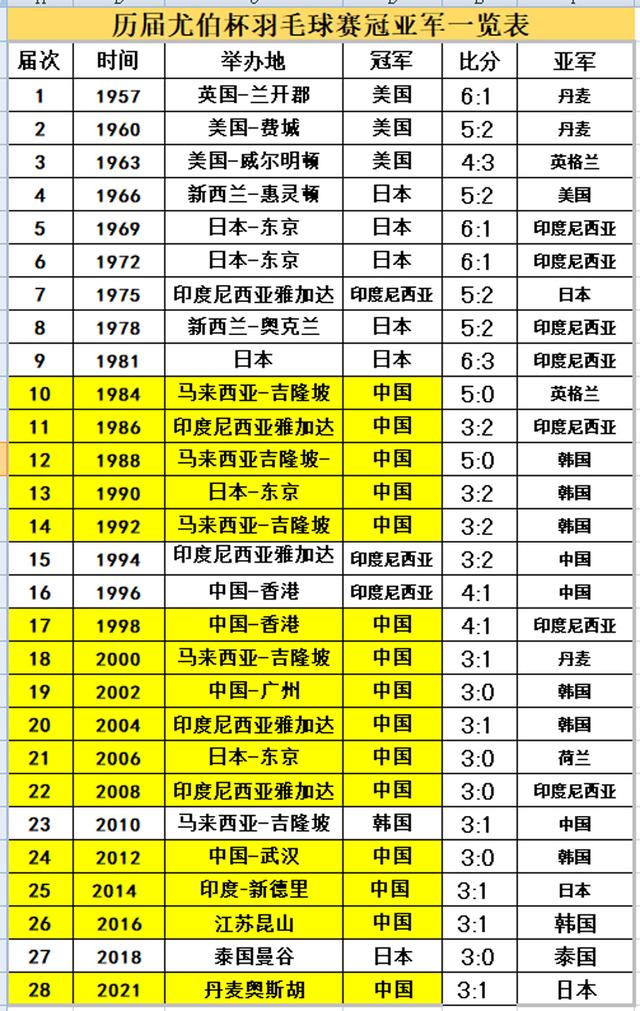 历届尤伯杯羽毛球赛冠亚军一览表
届次 时间 举办地 冠军 比分 亚军
1 1957 英国-兰开郡 美国 6:1 丹麦
2 1960 美国-费城 美国 5:2 丹麦
3 1963 美国-威尔明顿 美国 4:3 英格兰
4 1966 新西兰-惠灵顿 日本 5:2 美国
5 1969 日本-东京 日本 6:1 印度尼西亚
6 1972 日本-东京 日本 6:1 印度尼西亚
7 1975 印度尼西亚雅加达 印度尼西亚 5:2 日本
8 1978 新西兰-奥克兰 日本 5:2 印度尼西亚
9 1981 日本 日本 6:3 印度尼西亚
10 1984 马来西亚-吉隆坡 中国 5:0 英格兰
11 1986 印度尼西亚雅加达 中国 3:2 印度尼西亚
12 1988 马来西亚吉隆坡- 中国 5:0 韩国
13 1990 日本-东京 中国 3:2 韩国
14 1992 马来西亚-吉隆坡 中国 3:2 韩国
15 1994 印度尼西亚雅加达 印度尼西亚 3:2 中国
16 1996 中国-香港 印度尼西亚 4:1 中国
17 1998 中国-香港 中国 4:1 印度尼西亚
18 2000 马来西亚-吉隆坡 中国 3:1 丹麦
19 2002 中国-广州 中国 3:0 韩国
20 2004 印度尼西亚雅加达 中国 3:1 韩国
21 2006 日本-东京 中国 3:0 荷兰
22 2008 印度尼西亚雅加达 中国 3:0 印度尼西亚
23 2010 马来西亚-吉隆坡 韩国 3:1 中国
24 2012 中国-武汉 中国 3:0 韩国
25 2014 印度-新德里 中国 3:1 日本
26 2016 江苏昆山 中国 3:1 韩国
27 2018 泰国曼谷 日本 3:0 泰国
28 2021 丹麦奥斯胡 中国 3:1 日本